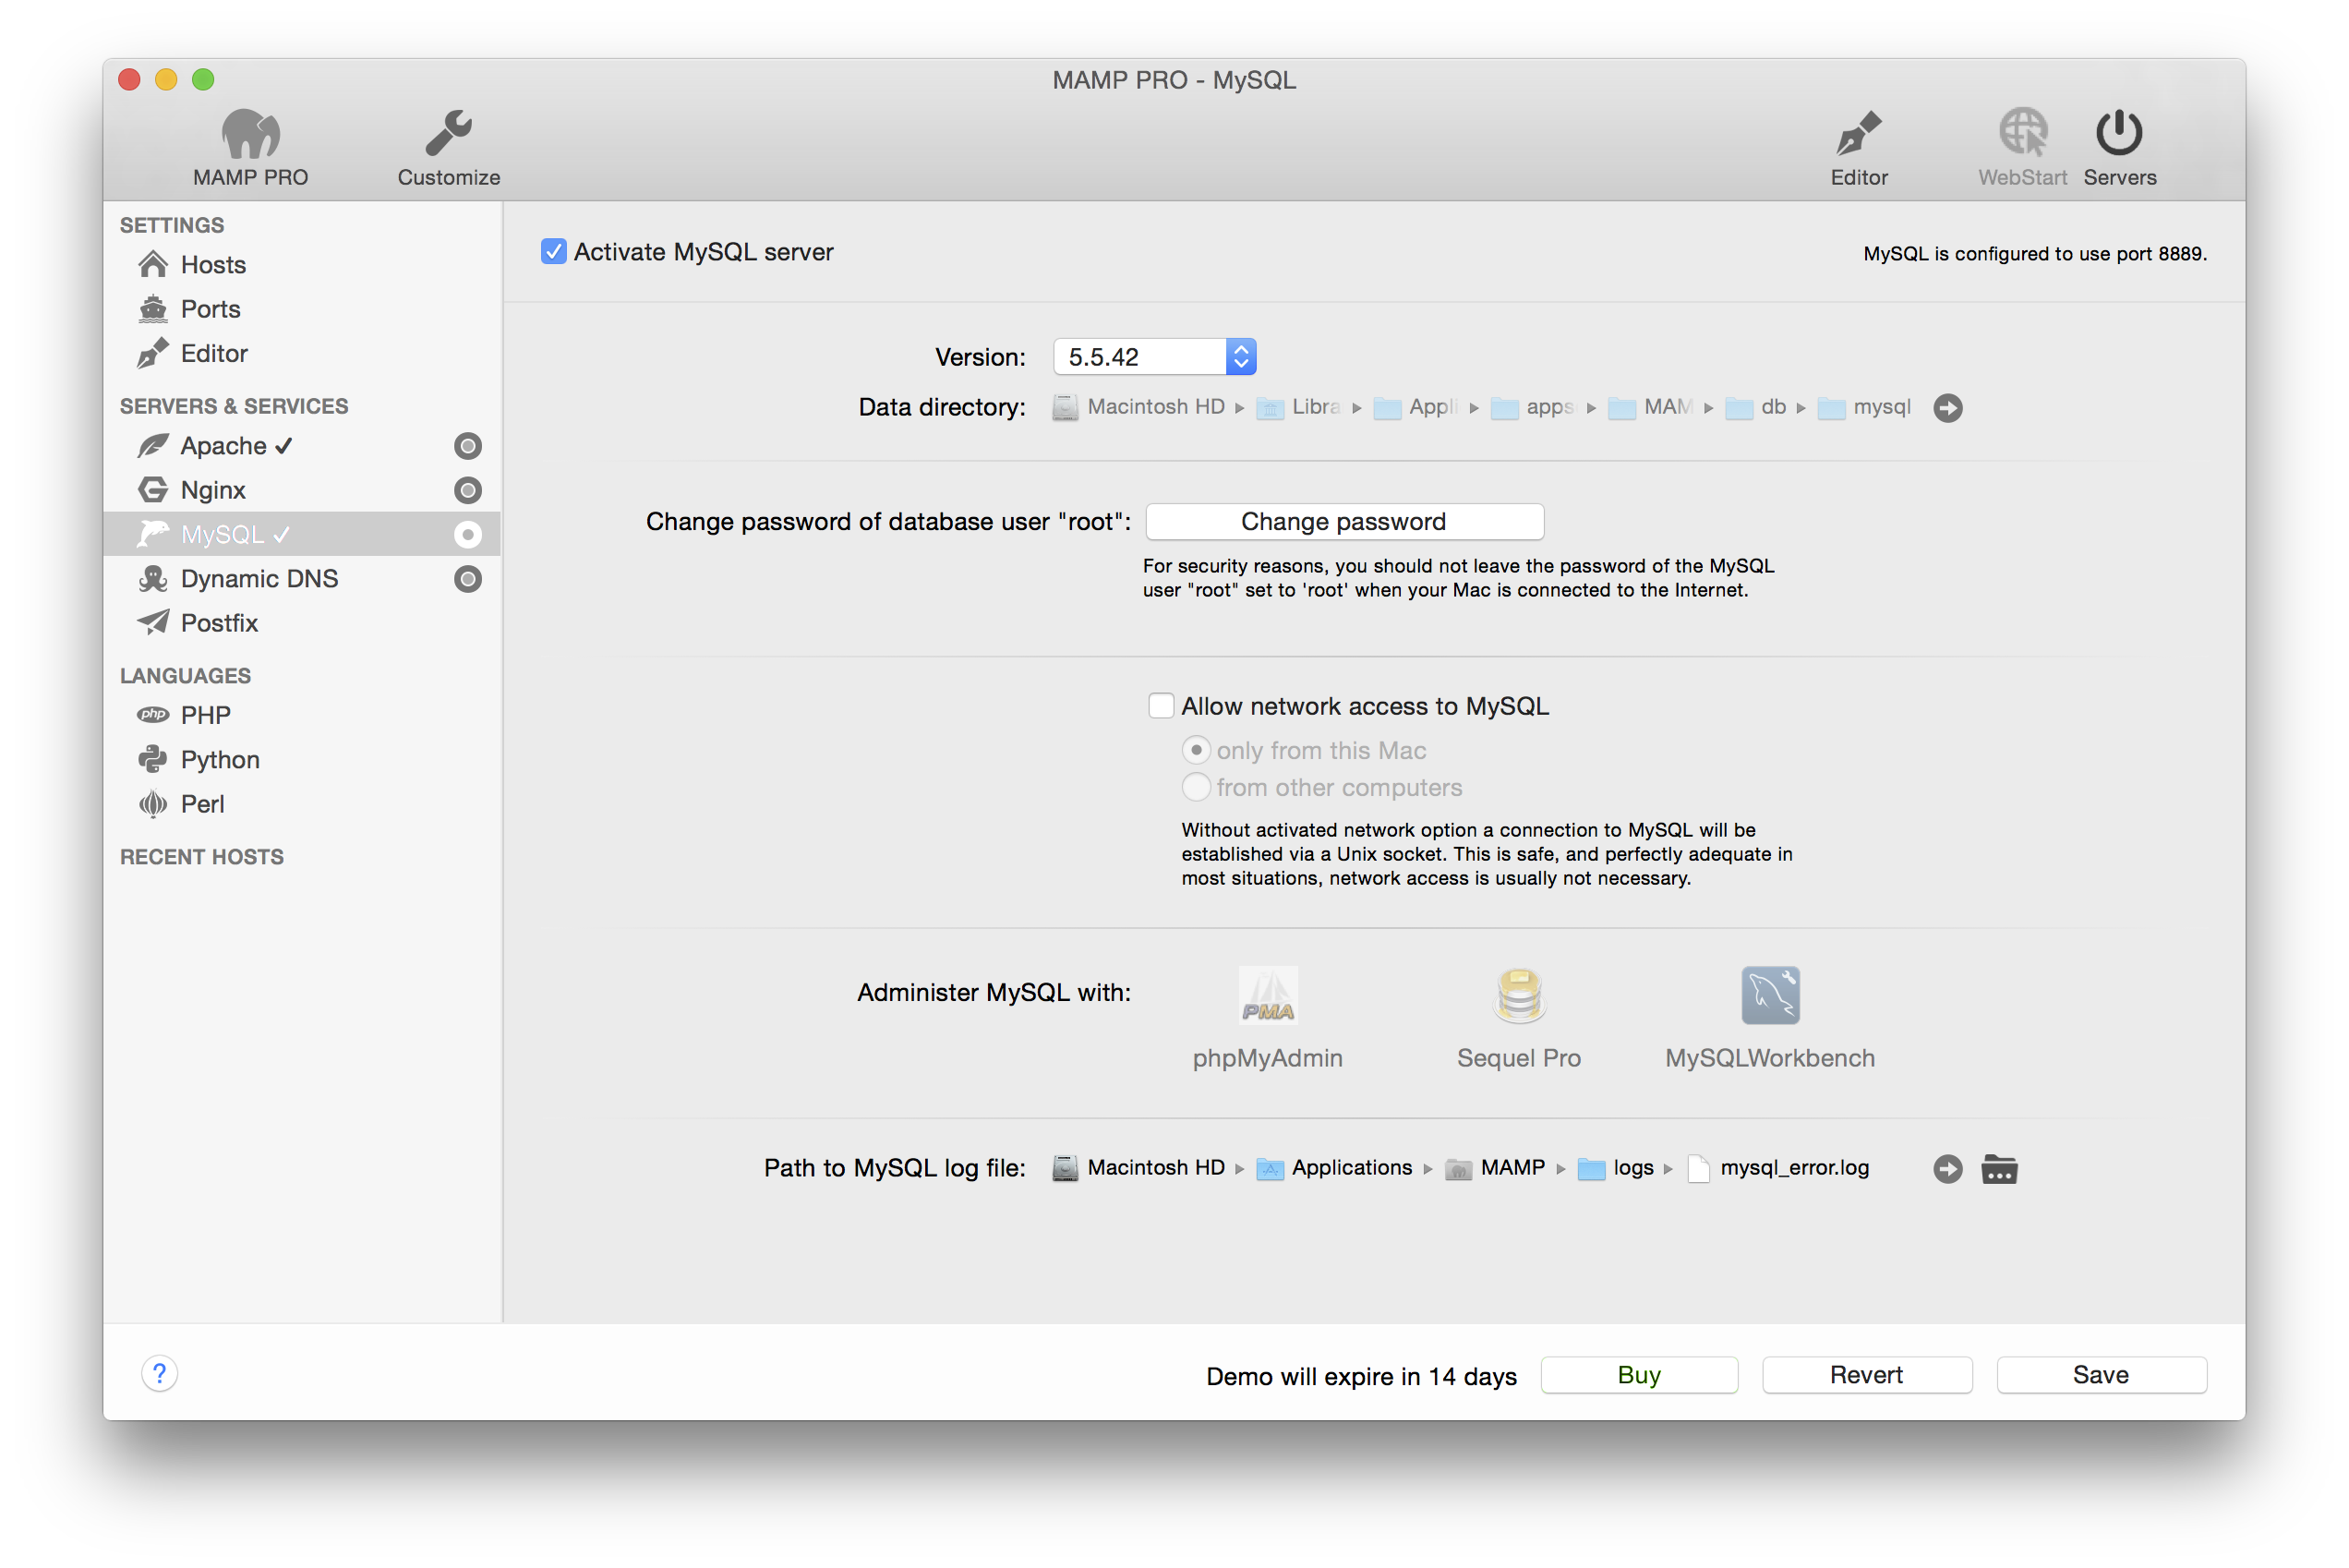 MAMP PRO - MySQL
MAMP PRO
Customize
Editor
WebStart
Servers
SETTINGS
Hosts
Ports
Editor
SERVERS & SERVICES
Apache ✓
Nginx
MySQL ✓
Dynamic DNS
Postfix
LANGUAGES
php PHP
Python
Perl
RECENT HOSTS
Activate MySQL server
MySQL is configured to use port 8889.
Version: 5.5.42
Data directory: Macintosh HD ▸ Libra ▸ Appli ▸ apps ▸ MAM ▸ db ▸ mysql
Change password of database user "root": Change password
For security reasons, you should not leave the password of the MySQL
user "root" set to 'root' when your Mac is connected to the Internet.
Allow network access to MySQL
only from this Mac
from other computers
Without activated network option a connection to MySQL will be
established via a Unix socket. This is safe, and perfectly adequate in
most situations, network access is usually not necessary.
Administer MySQL with:
PMA
phpMyAdmin
Sequel Pro
MySQLWorkbench
Path to MySQL log file: Macintosh HD ▸ Applications ▸ MAMP ▸ logs ▸ mysql_error.log
?
Demo will expire in 14 days
Buy
Revert
Save